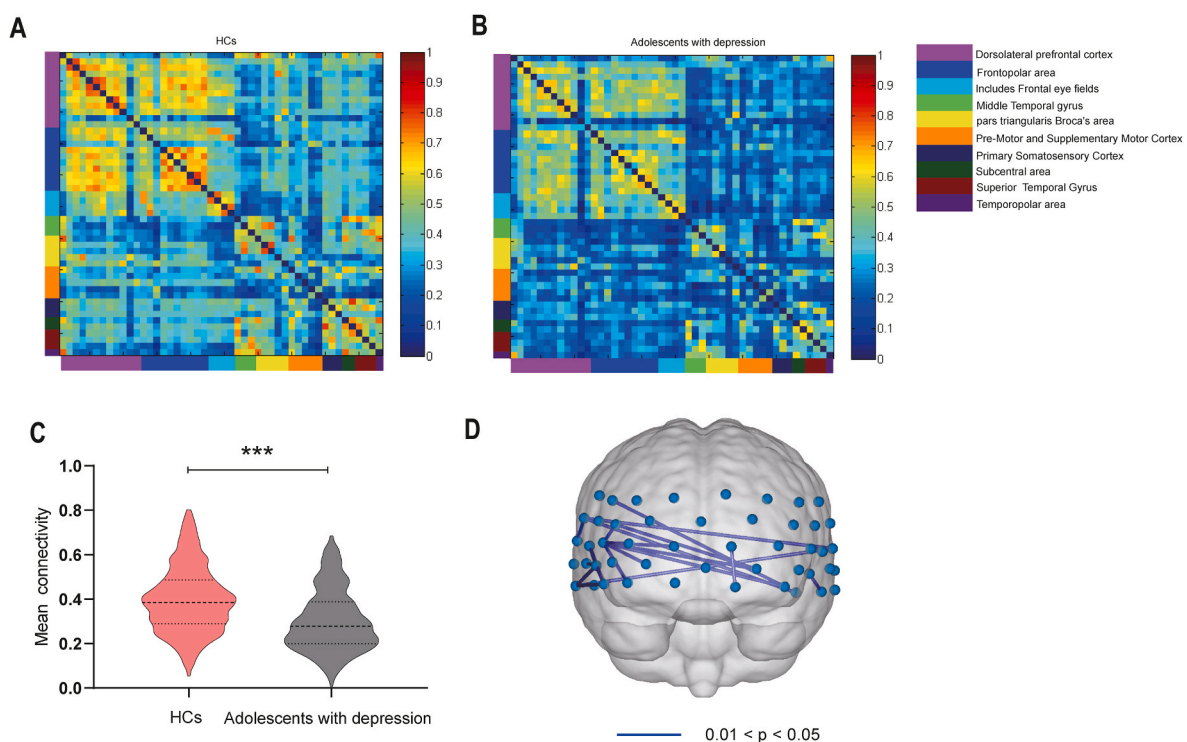 A
HCs
1
0.9
0.8
0.7
0.6
0.5
0.4
0.3
0.2
0.1
0
B
Adolescents with depression
1
0.9
0.8
0.7
0.6
0.5
0.4
0.3
0.2
0.1
0
Dorsolateral prefrontal cortex
Frontopolar area
Includes Frontal eye fields
Middle Temporal gyrus
pars triangularis Broca's area
Pre-Motor and Supplementary Motor Cortex
Primary Somatosensory Cortex
Subcentral area
Superior Temporal Gyrus
Temporopolar area
C
***
Mean connectivity
1.0
0.8
0.6
0.4
0.2
0.0
HCs
Adolescents with depression
D
0.01 < p < 0.05